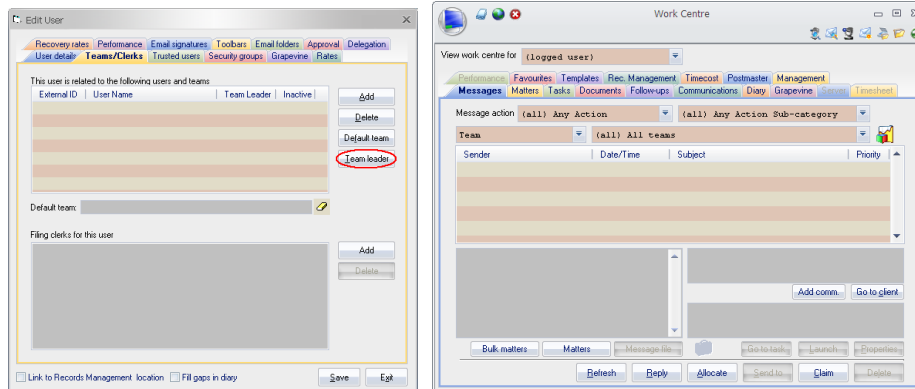 Edit User
Recovery rates Performance Email signatures Toolbars Email folders Approval Delegation
User details Teams/Clerks Trusted users Security groups Grapevine Rates
This user is related to the following users and teams
External ID User Name Team Leader Inactive
Add
Delete
Default team
Team leader
Default team:
Filing clerks for this user
Add
Delete
Link to Records Management location Fill gaps in diary Save Exit
Work Centre
View work centre for (logged user)
Performance Favourites Templates Rec. Management Timecost Postmaster Management
Messages Matters Tasks Documents Follow-ups Communications Diary Grapevine Server Timesheet
Message action (all) Any Action (all) Any Action Sub-category
Team (all) All teams
Sender Date/Time Subject Priority
Add comm. Go to client
Bulk matters Matters Message file Go to task Launch Properties
Refresh Reply Allocate Send to Claim Delete